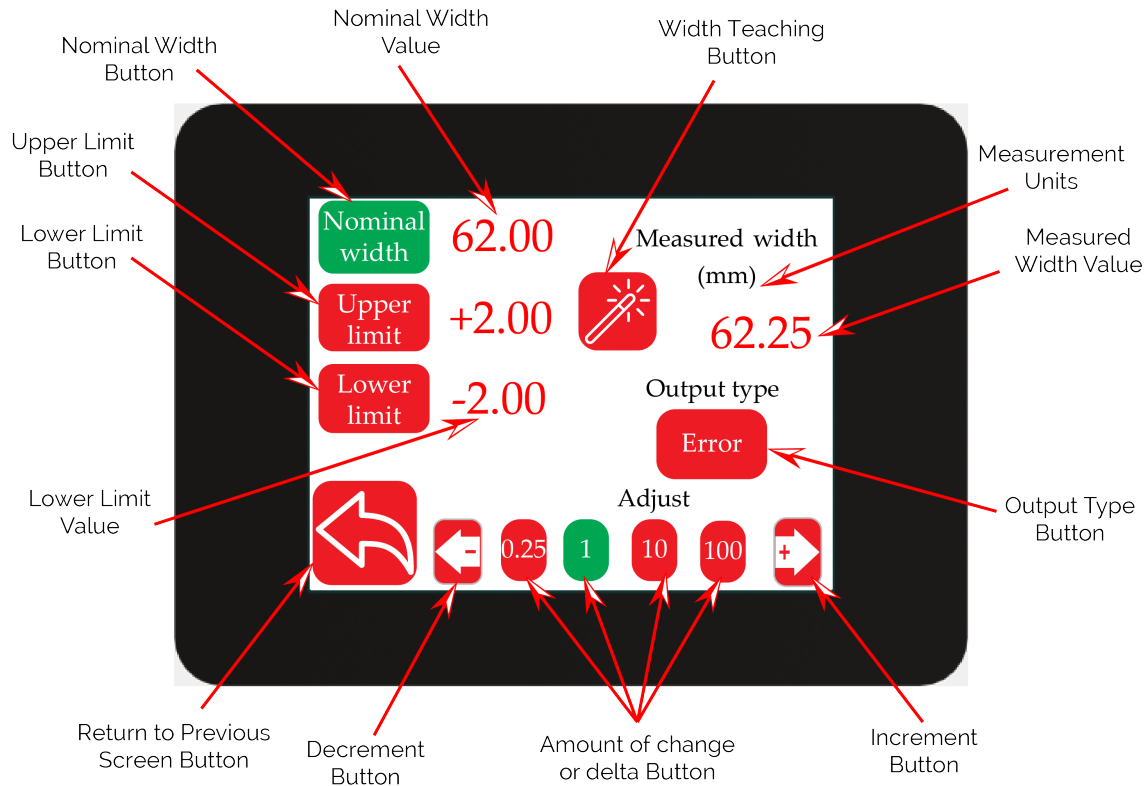 Nominal Width
Value
Nominal Width
Button
Width Teaching
Button
Upper Limit
Button
Measurement
Units
Lower Limit
Button
Measured
Width Value
Nominal
width
62.00
Measured width
(mm)
Upper
limit
+2.00
62.25
Lower
limit
-2.00
Output type
Error
Lower Limit
Value
Output Type
Button
Adjust
-
0.25
1
10
100
+
Return to Previous
Screen Button
Decrement
Button
Amount of change
or delta Button
Increment
Button